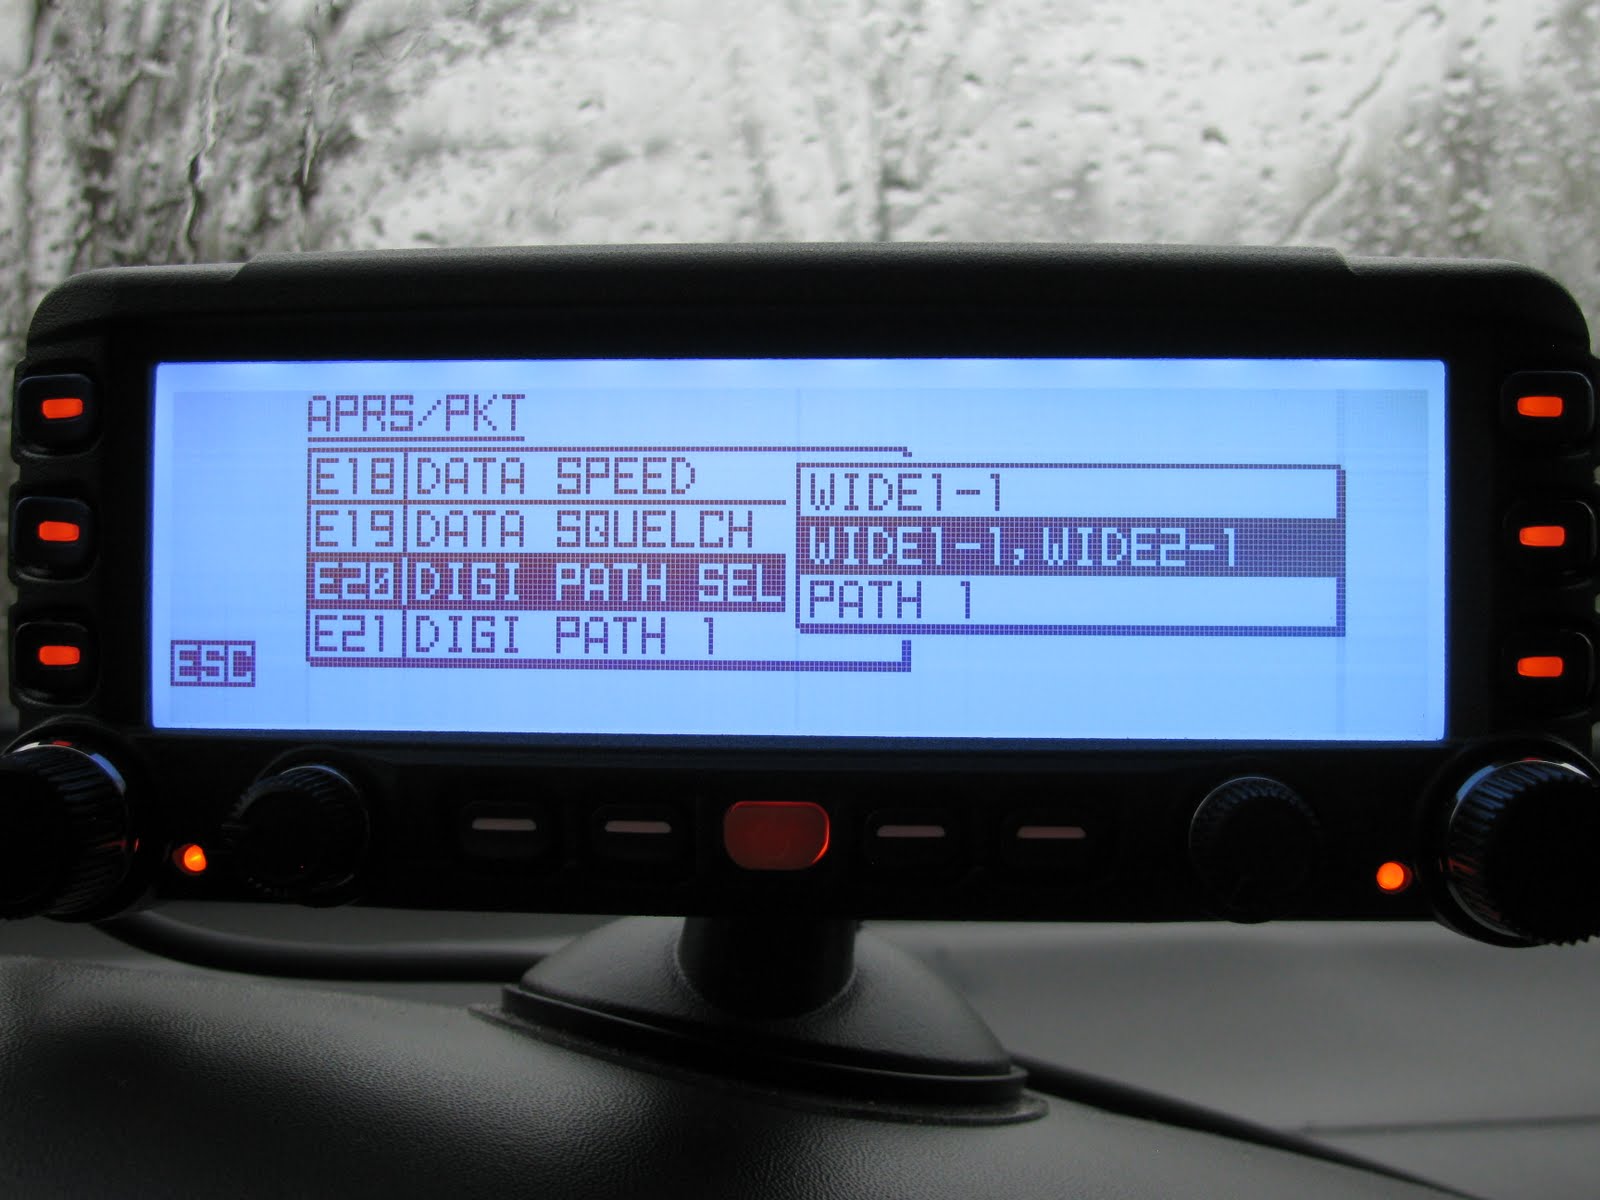 APRS/PKT
E18 DATA SPEED
E19 DATA SQUELCH
E20 DIGI PATH SEL
E21 DIGI PATH 1
WIDE1-1
WIDE1-1,WIDE2-1
PATH 1
ESC